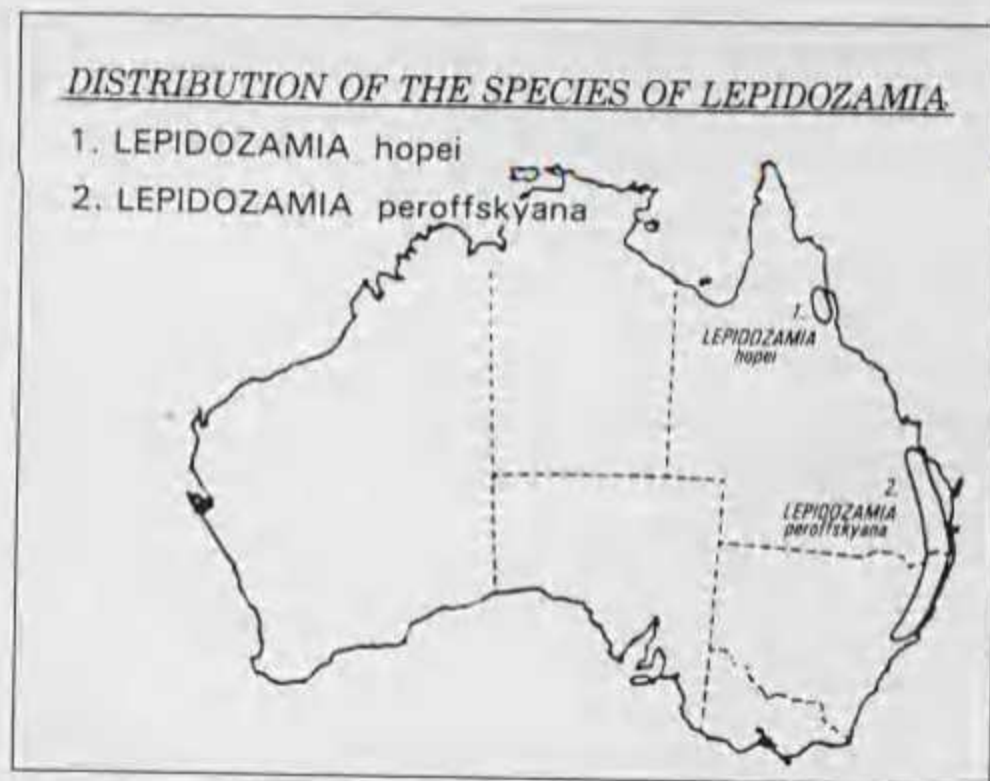 DISTRIBUTION OF THE SPECIES OF LEPIDOZAMIA
1. LEPIDOZAMIA hopei
2. LEPIDOZAMIA peroffskyana
1.
LEPIDOZAMIA
hopei
2.
LEPIDOZAMIA
peroffskyana